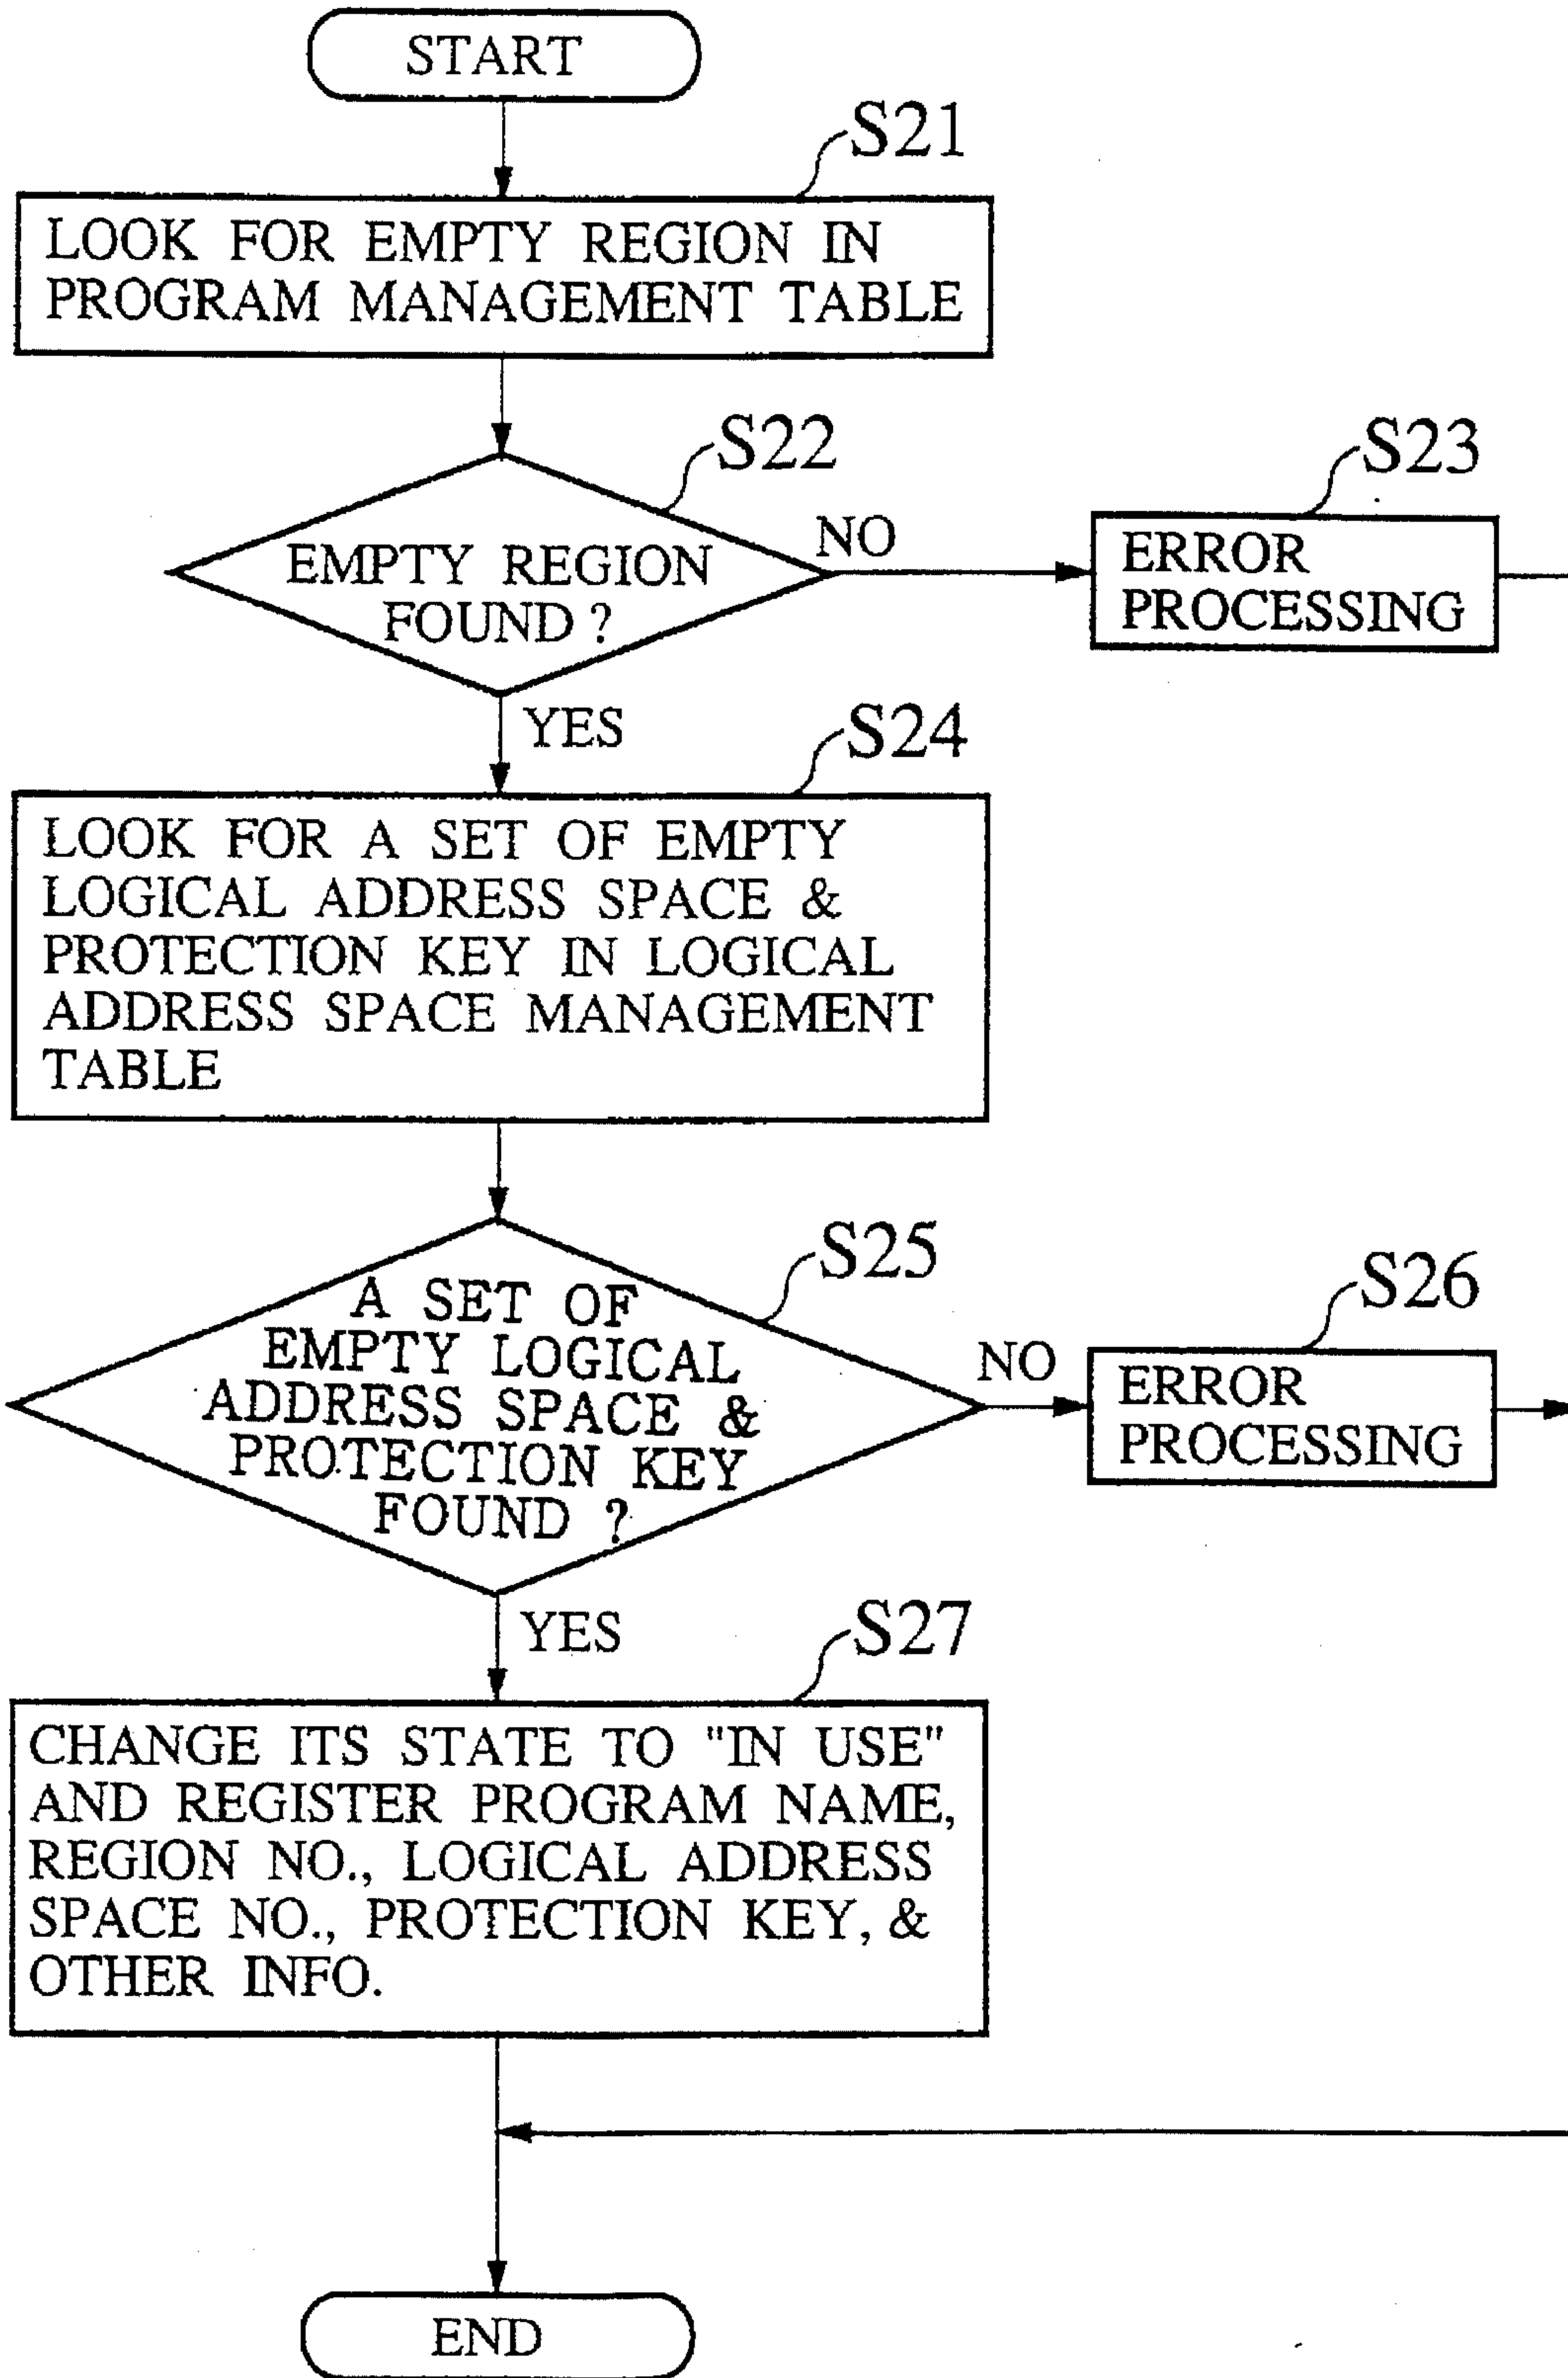 START
S21
LOOK FOR EMPTY REGION IN
PROGRAM MANAGEMENT TABLE
S22
EMPTY REGION
FOUND ?
NO
S23
ERROR
PROCESSING
YES
S24
LOOK FOR A SET OF EMPTY
LOGICAL ADDRESS SPACE &
PROTECTION KEY IN LOGICAL
ADDRESS SPACE MANAGEMENT
TABLE
S25
A SET OF
EMPTY LOGICAL
ADDRESS SPACE &
PROTECTION KEY
FOUND ?
NO
S26
ERROR
PROCESSING
YES
S27
CHANGE ITS STATE TO "IN USE"
AND REGISTER PROGRAM NAME,
REGION NO., LOGICAL ADDRESS
SPACE NO., PROTECTION KEY, &
OTHER INFO.
END